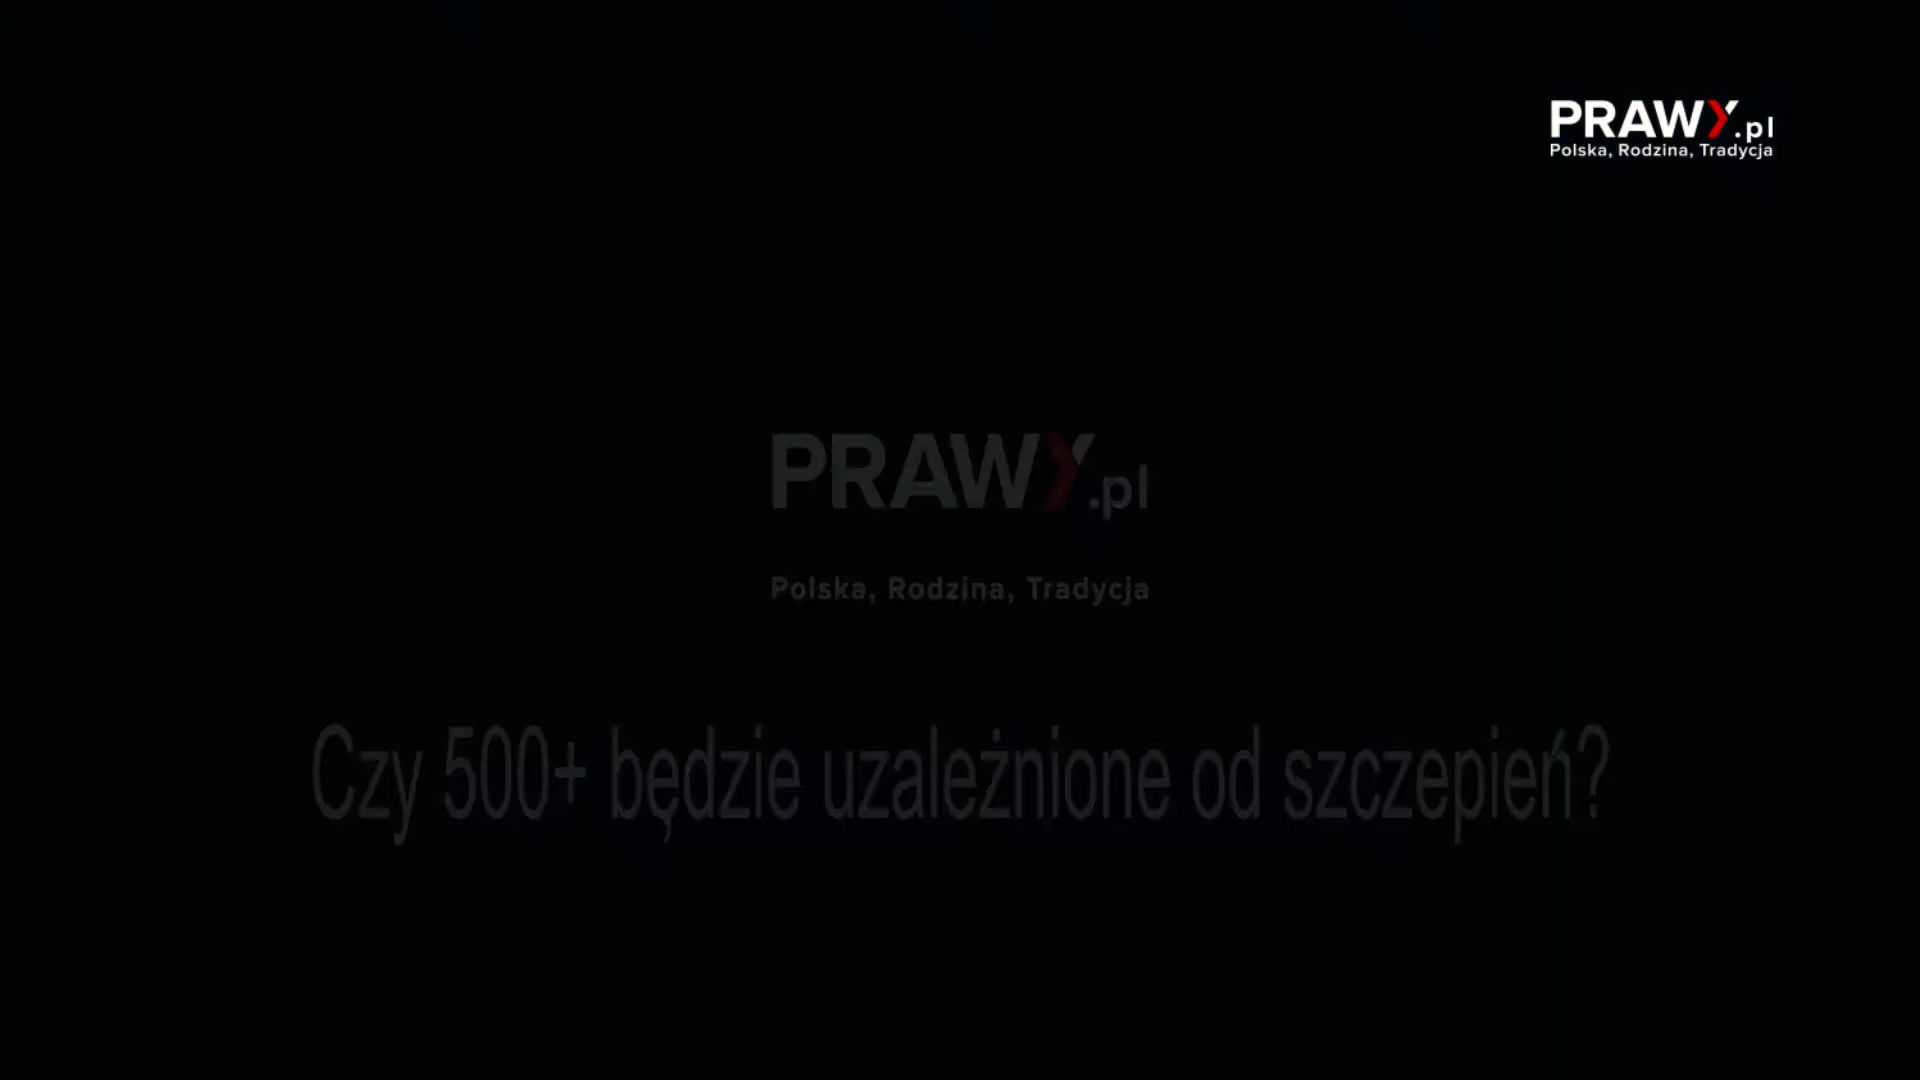 PRAWY.pl
Polska, Rodzina, Tradycja
PRAWY.pl
Polska, Rodzina, Tradycja
Czy 500+ będzie uzależnione od szczepień?